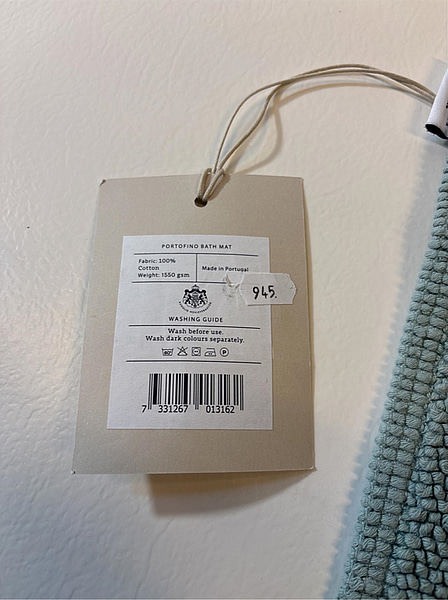 PORTOFINO BATH MAT
Fabric: 100%
Cotton
Weight: 1550 gsm
Made in Portugal
945.
WASHING GUIDE
Wash before use.
Wash dark colours separately.
7 331267 013162